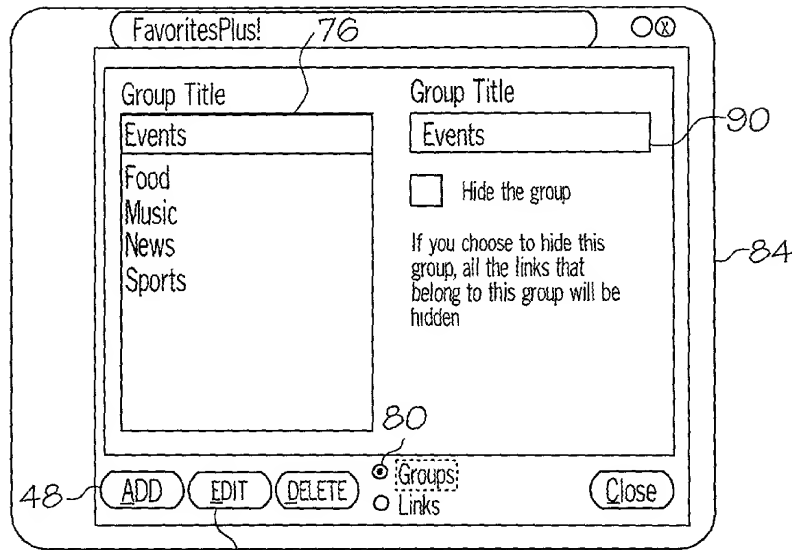 FavoritesPlus!
76
Group Title
Events
Food
Music
News
Sports
Group Title
Events
90
Hide the group
If you choose to hide this
group, all the links that
belong to this group will be
hidden
84
80
48
ADD
EDIT
DELETE
Groups
Links
Close